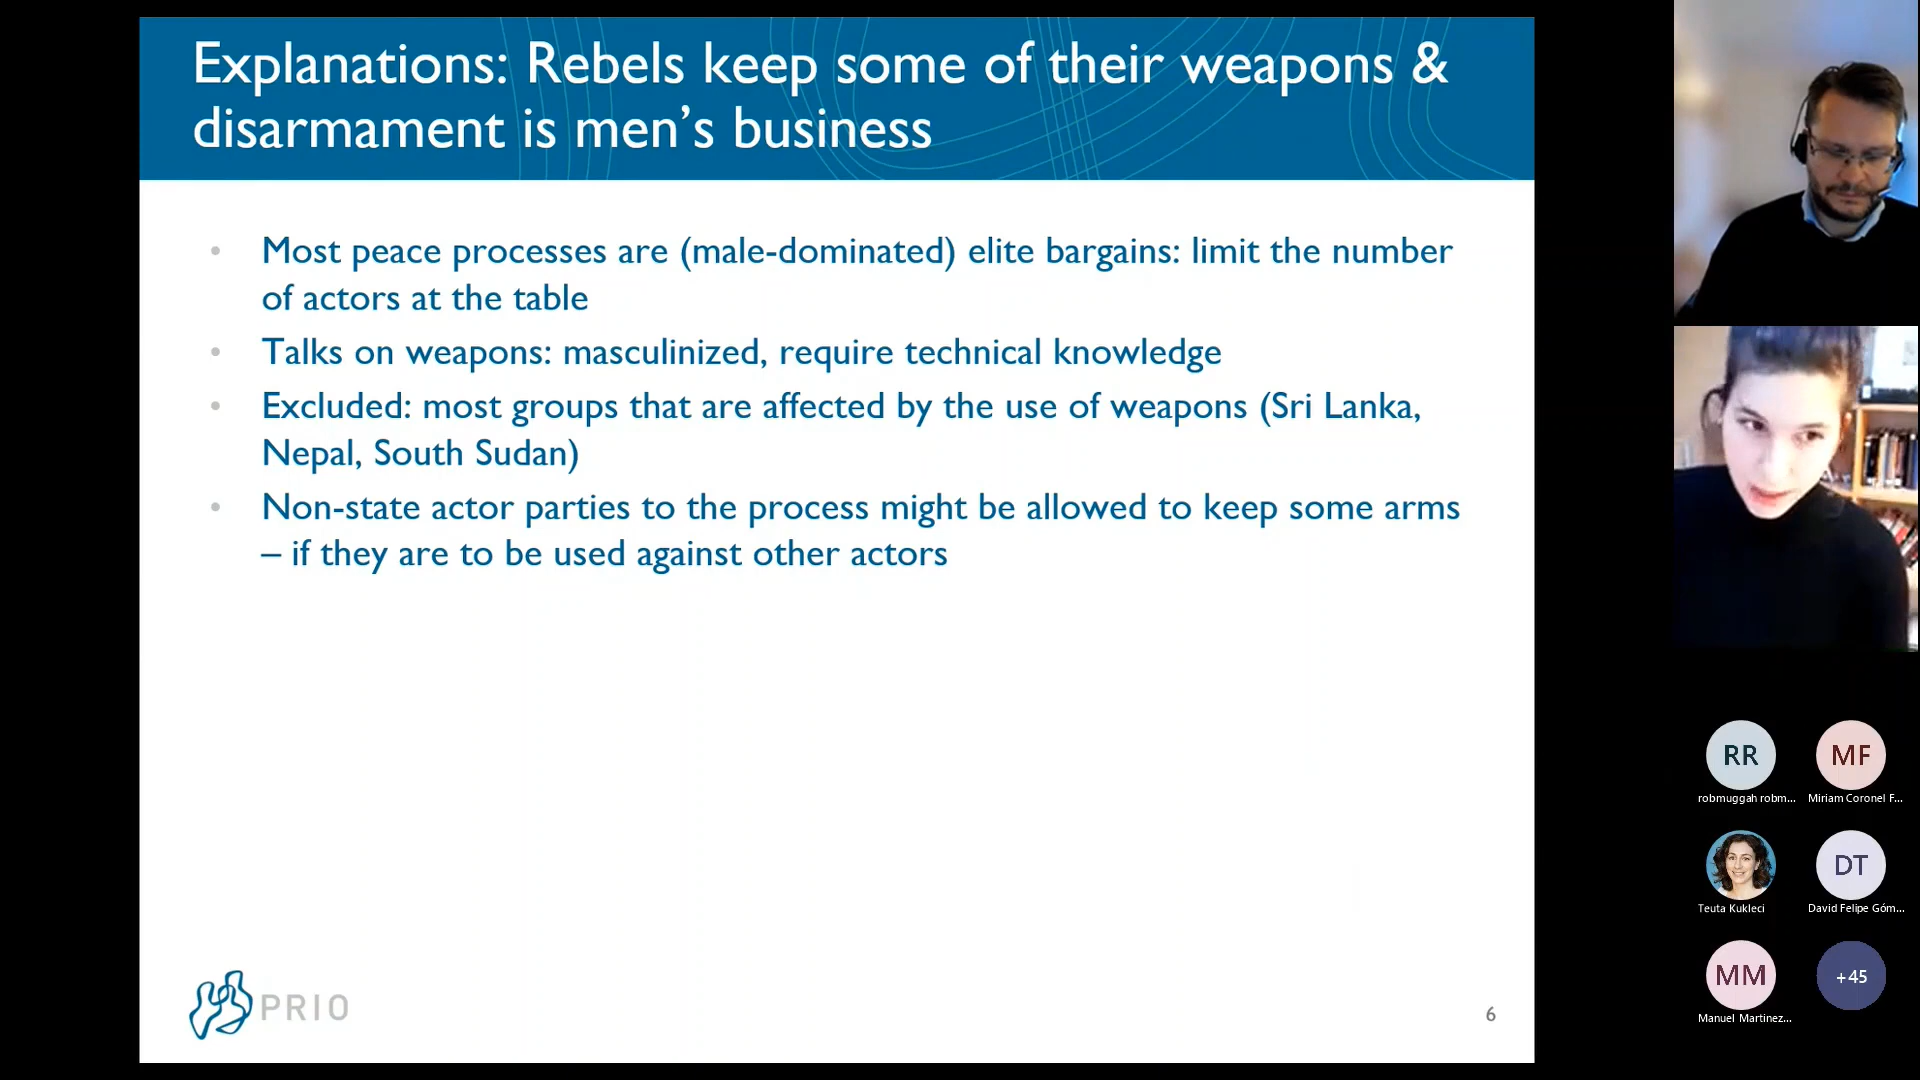 Explanations: Rebels keep some of their weapons &
disarmament is men’s business
• Most peace processes are (male-dominated) elite bargains: limit the number
of actors at the table
• Talks on weapons: masculinized, require technical knowledge
• Excluded: most groups that are affected by the use of weapons (Sri Lanka,
Nepal, South Sudan)
• Non-state actor parties to the process might be allowed to keep some arms
– if they are to be used against other actors
PRIO
6
RR
MF
robmuggah robm...
Miriam Coronel F...
DT
Teuta Kukleci
David Felipe Góm...
MM
+45
Manuel Martinez...